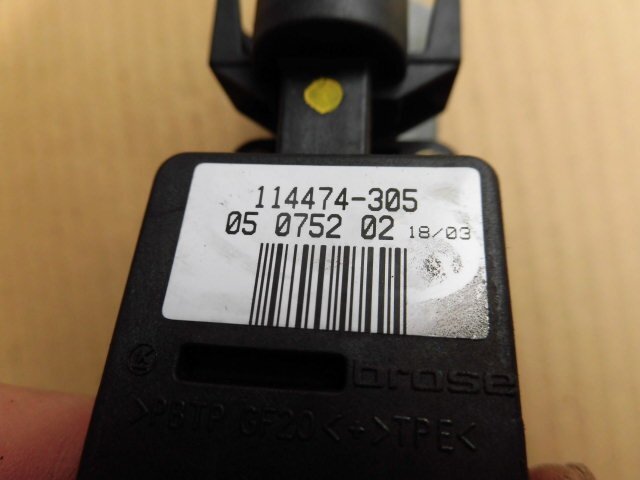 114474-305
05 0752 02 18/03
brose
>PBTP GF20<+>TPE<